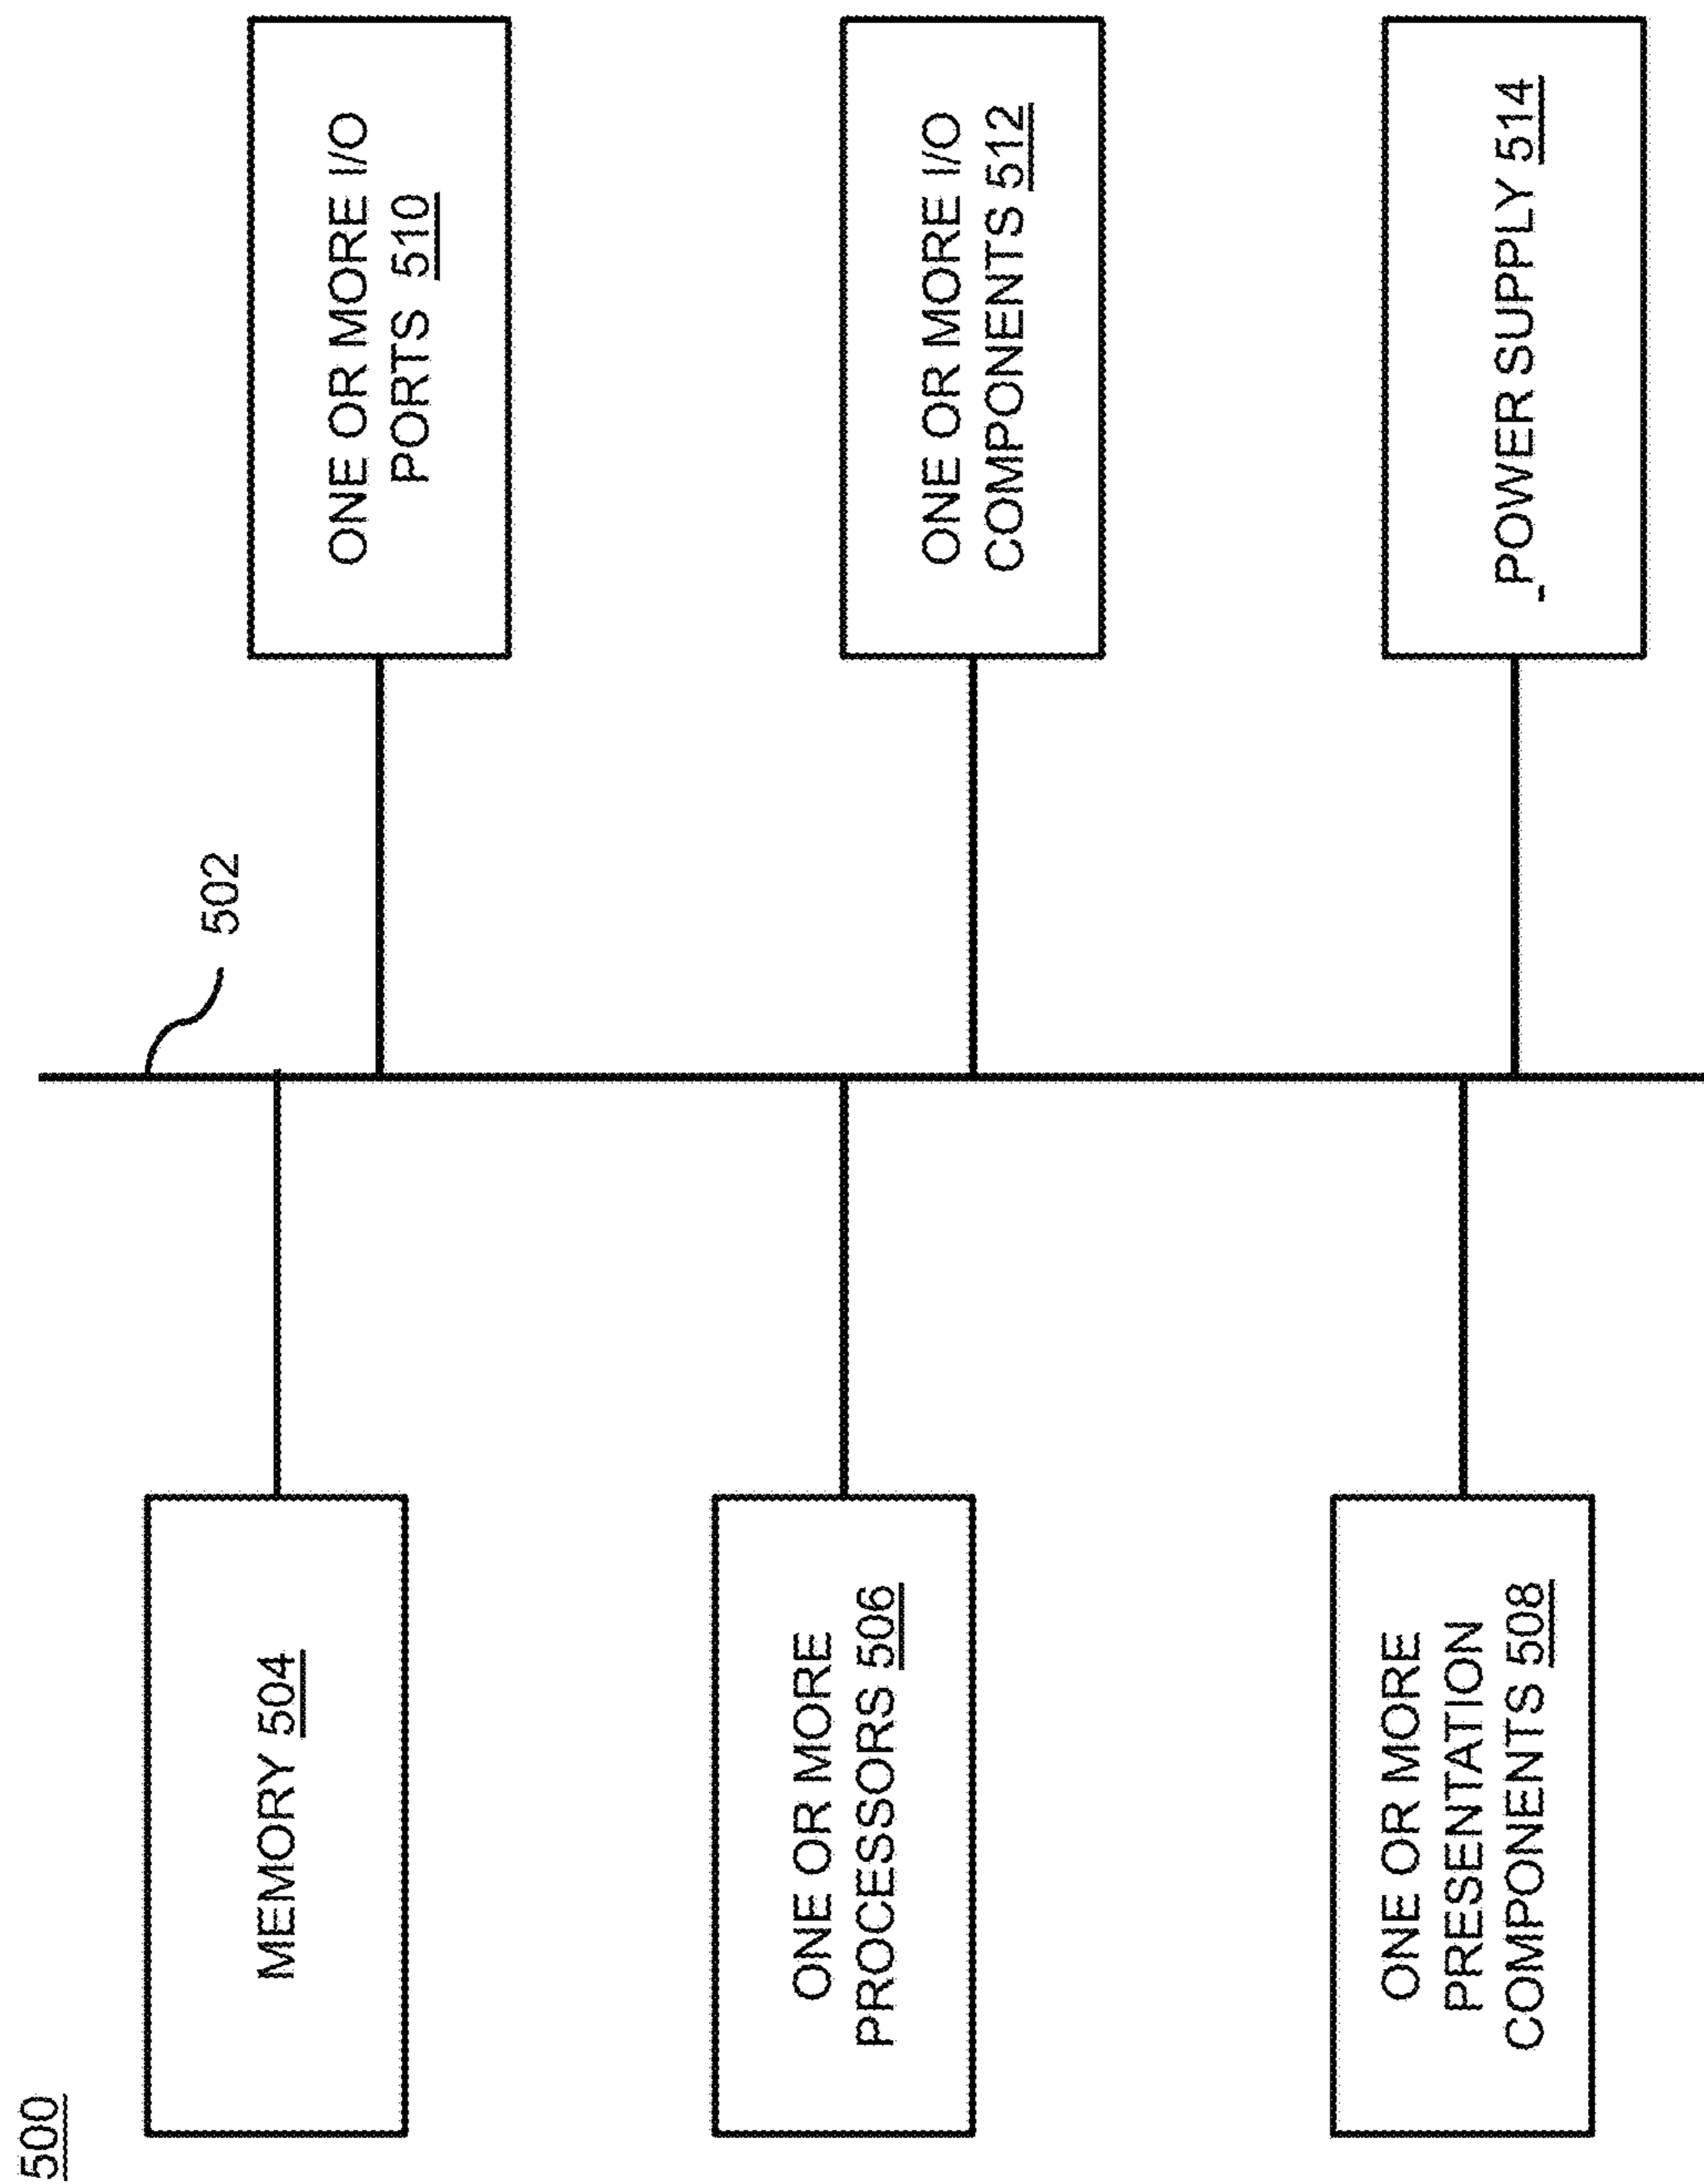 500
502
MEMORY 504
ONE OR MORE
PROCESSORS 506
ONE OR MORE
PRESENTATION
COMPONENTS 508
ONE OR MORE I/O
PORTS 510
ONE OR MORE I/O
COMPONENTS 512
POWER SUPPLY 514